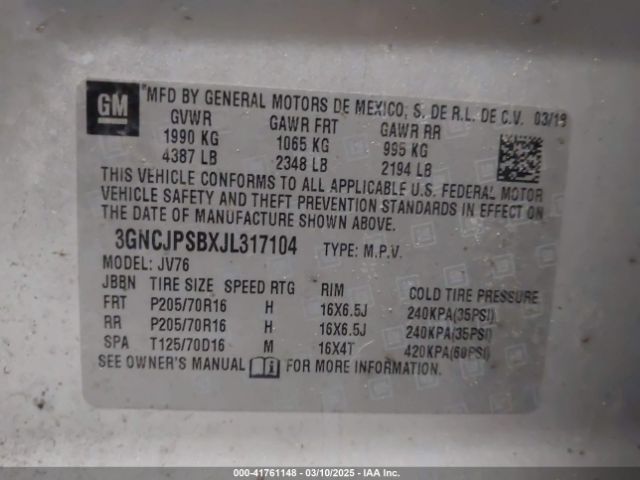 GM
*MFD BY GENERAL MOTORS DE MEXICO, S. DE R.L. DE C.V. 03/18
GVWR GAWR FRT GAWR RR
1990 KG 1065 KG 995 KG
4387 LB 2348 LB 2194 LB
THIS VEHICLE CONFORMS TO ALL APPLICABLE U.S. FEDERAL MOTOR
VEHICLE SAFETY AND THEFT PREVENTION STANDARDS IN EFFECT ON
THE DATE OF MANUFACTURE SHOWN ABOVE.
3GNCJPSBXJL317104 TYPE: M.P.V.
MODEL: JV76
JBBN TIRE SIZE SPEED RTG RIM COLD TIRE PRESSURE
FRT P205/70R16 H 16X6.5J 240KPA(35PSI)
RR P205/70R16 H 16X6.5J 240KPA(35PSI)
SPA T125/70D16 M 16X4T 420KPA(60PSI)
SEE OWNER'S MANUAL FOR MORE INFORMATION.
000-41761148 - 03/10/2025 - IAA Inc.